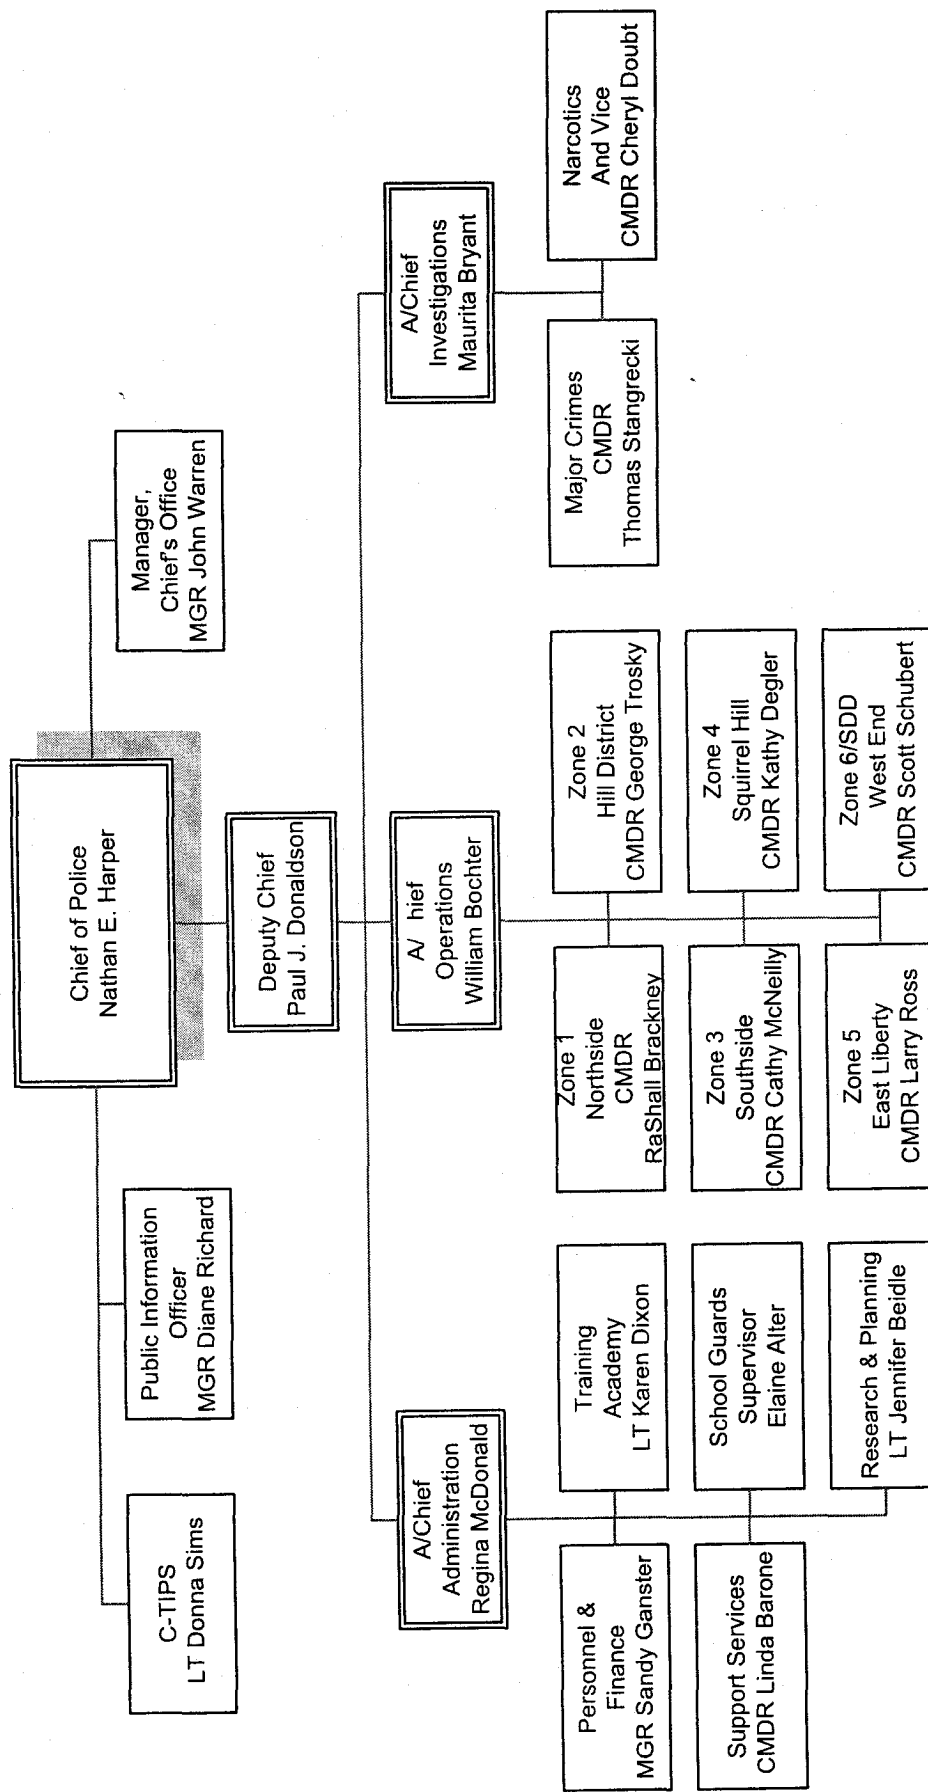 Chief of Police
Nathan E. Harper
C-TIPS
LT Donna Sims
Public Information
Officer
MGR Diane Richard
Manager,
Chief's Office
MGR John Warren
Deputy Chief
Paul J. Donaldson
A/Chief
Administration
Regina McDonald
A/ hief
Operations
William Bochter
A/Chief
Investigations
Maurita Bryant
Personnel &
Finance
MGR Sandy Ganster
Training
Academy
LT Karen Dixon
Zone 1
Northside
CMDR
RaShall Brackney
Zone 2
Hill District
CMDR George Trosky
Major Crimes
CMDR
Thomas Stangrecki
Narcotics
And Vice
CMDR Cheryl Doubt
Support Services
CMDR Linda Barone
School Guards
Supervisor
Elaine Alter
Zone 3
Southside
CMDR Cathy McNeilly
Zone 4
Squirrel Hill
CMDR Kathy Degler
Research & Planning
LT Jennifer Beidle
Zone 5
East Liberty
CMDR Larry Ross
Zone 6/SDD
West End
CMDR Scott Schubert